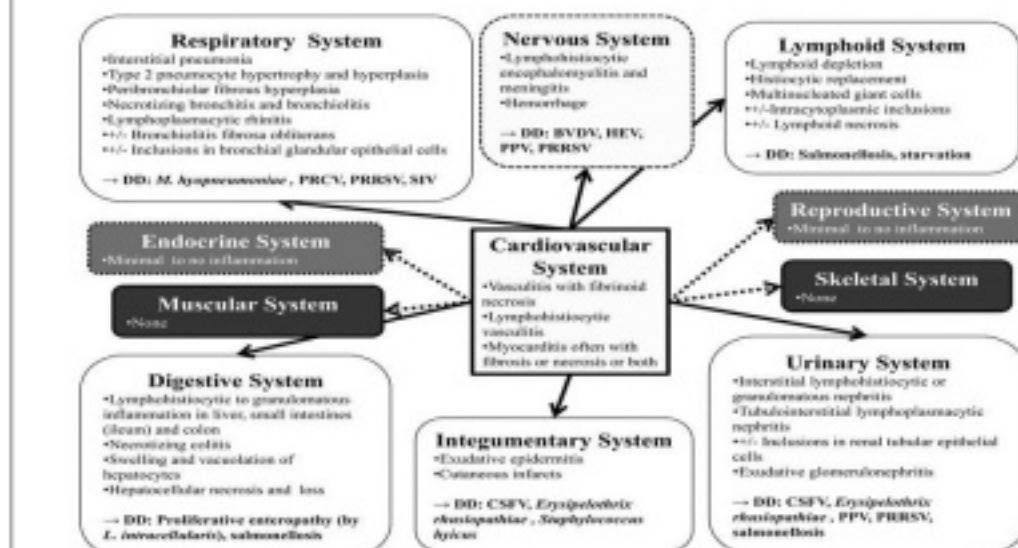 Respiratory System
•Interstitial pneumonia
•Type 2 pneumocyte hypertrophy and hyperplasia
•Peribronchiolar fibrous hyperplasia
•Necrotizing bronchitis and bronchiolitis
•Lymphoplasmacytic rhinitis
•+/- Bronchiolitis fibrosa obliterans
•+/- Inclusions in bronchial glandular epithelial cells
→ DD: M. hyopneumoniae , PRCV, PRRSV, SIV
Nervous System
•Lymphohistiocytic
encephalomyelitis and
meningitis
•Hemorrhage
→ DD: BVDV, HEV,
PPV, PRRSV
Lymphoid System
•Lymphoid depletion
•Histiocytic replacement
•Multinucleated giant cells
•+/-Intracytoplasmic inclusions
•+/- Lymphoid necrosis
→ DD: Salmonellosis, starvation
Endocrine System
•Minimal to no inflammation
Muscular System
•None
Cardiovascular
System
•Vasculitis with fibrinoid
necrosis
•Lymphohistiocytic
vasculitis
•Myocarditis often with
fibrosis or necrosis or both
Reproductive System
•Minimal to no inflammation
Skeletal System
•None
Digestive System
•Lymphohistiocytic to granulomatous
inflammation in liver, small intestines
(ileum) and colon
•Necrotizing colitis
•Swelling and vacuolation of
hepatocytes
•Hepatocellular necrosis and loss
→ DD: Proliferative enteropathy (by
L. intracellularis), salmonellosis
Integumentary System
•Exudative epidermitis
•Cutaneous infarcts
→ DD: CSFV, Erysipelothrix
rhusiopathiae , Staphylococcus
hyicus
Urinary System
•Interstitial lymphohistiocytic or
granulomatous nephritis
•Tubulointerstitial lymphoplasmacytic
nephritis
•+/- Inclusions in renal tubular epithelial
cells
•Exudative glomerulonephritis
→ DD: CSFV, Erysipelothrix
rhusiopathiae , PPV, PRRSV,
salmonellosis